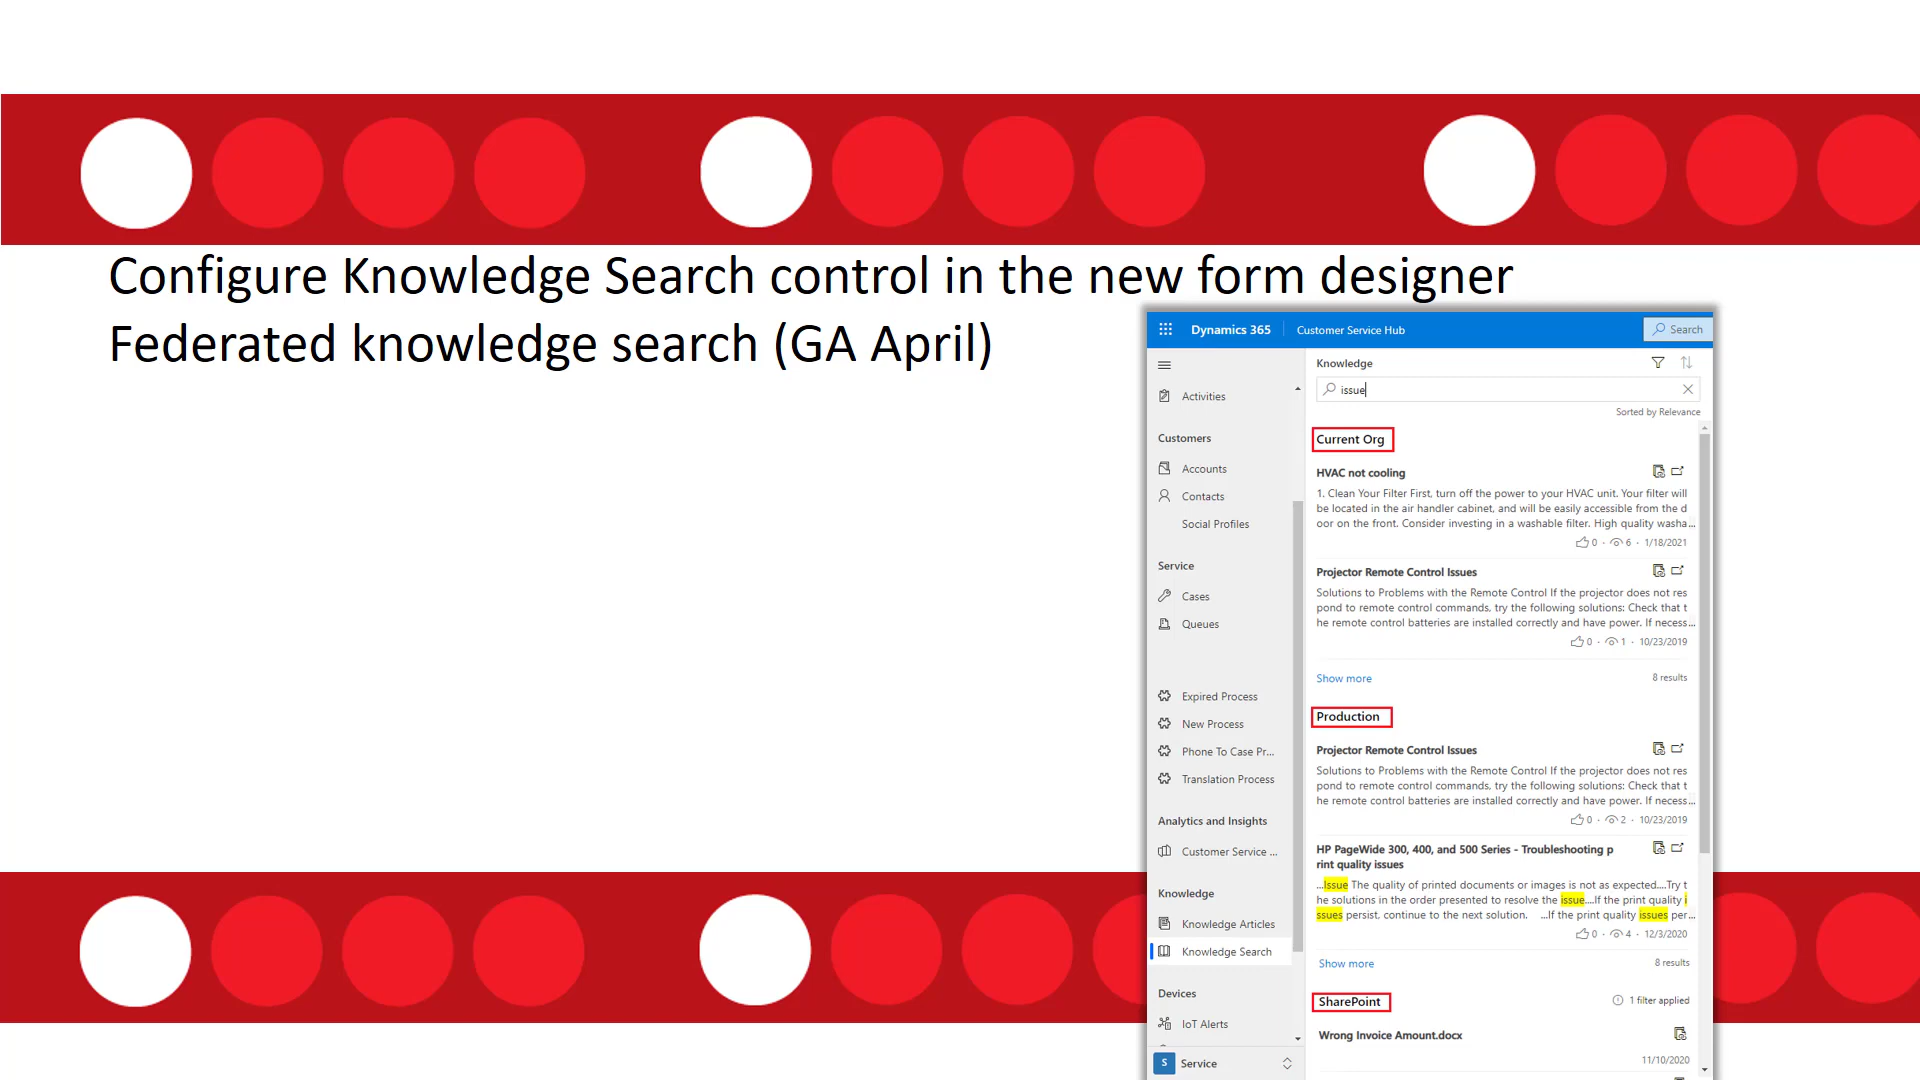 Configure Knowledge Search control in the new form designer
Federated knowledge search (GA April)
Dynamics 365
Customer Service Hub
Search
Activities
Customers
Accounts
Contacts
Social Profiles
Service
Cases
Queues
Expired Process
New Process
Phone To Case Pr...
Translation Process
Analytics and Insights
Customer Service ...
Knowledge
Knowledge Articles
Knowledge Search
Devices
IoT Alerts
S Service
Knowledge
issue
Sorted by Relevance
Current Org
HVAC not cooling
1. Clean Your Filter First, turn off the power to your HVAC unit. Your filter will
be located in the air handler cabinet, and will be easily accessible from the d
oor on the front. Consider investing in a washable filter. High quality washa...
0 · 6 · 1/18/2021
Projector Remote Control Issues
Solutions to Problems with the Remote Control If the projector does not res
pond to remote control commands, try the following solutions: Check that t
he remote control batteries are installed correctly and have power. If necess...
0 · 1 · 10/23/2019
Show more
8 results
Production
Projector Remote Control Issues
Solutions to Problems with the Remote Control If the projector does not res
pond to remote control commands, try the following solutions: Check that t
he remote control batteries are installed correctly and have power. If necess...
0 · 2 · 10/23/2019
HP PageWide 300, 400, and 500 Series - Troubleshooting p
rint quality issues
...Issue The quality of printed documents or images is not as expected....Try t
he solutions in the order presented to resolve the issue....If the print quality i
ssues persist, continue to the next solution. ...If the print quality issues per...
0 · 4 · 12/3/2020
Show more
8 results
SharePoint
1 filter applied
Wrong Invoice Amount.docx
11/10/2020